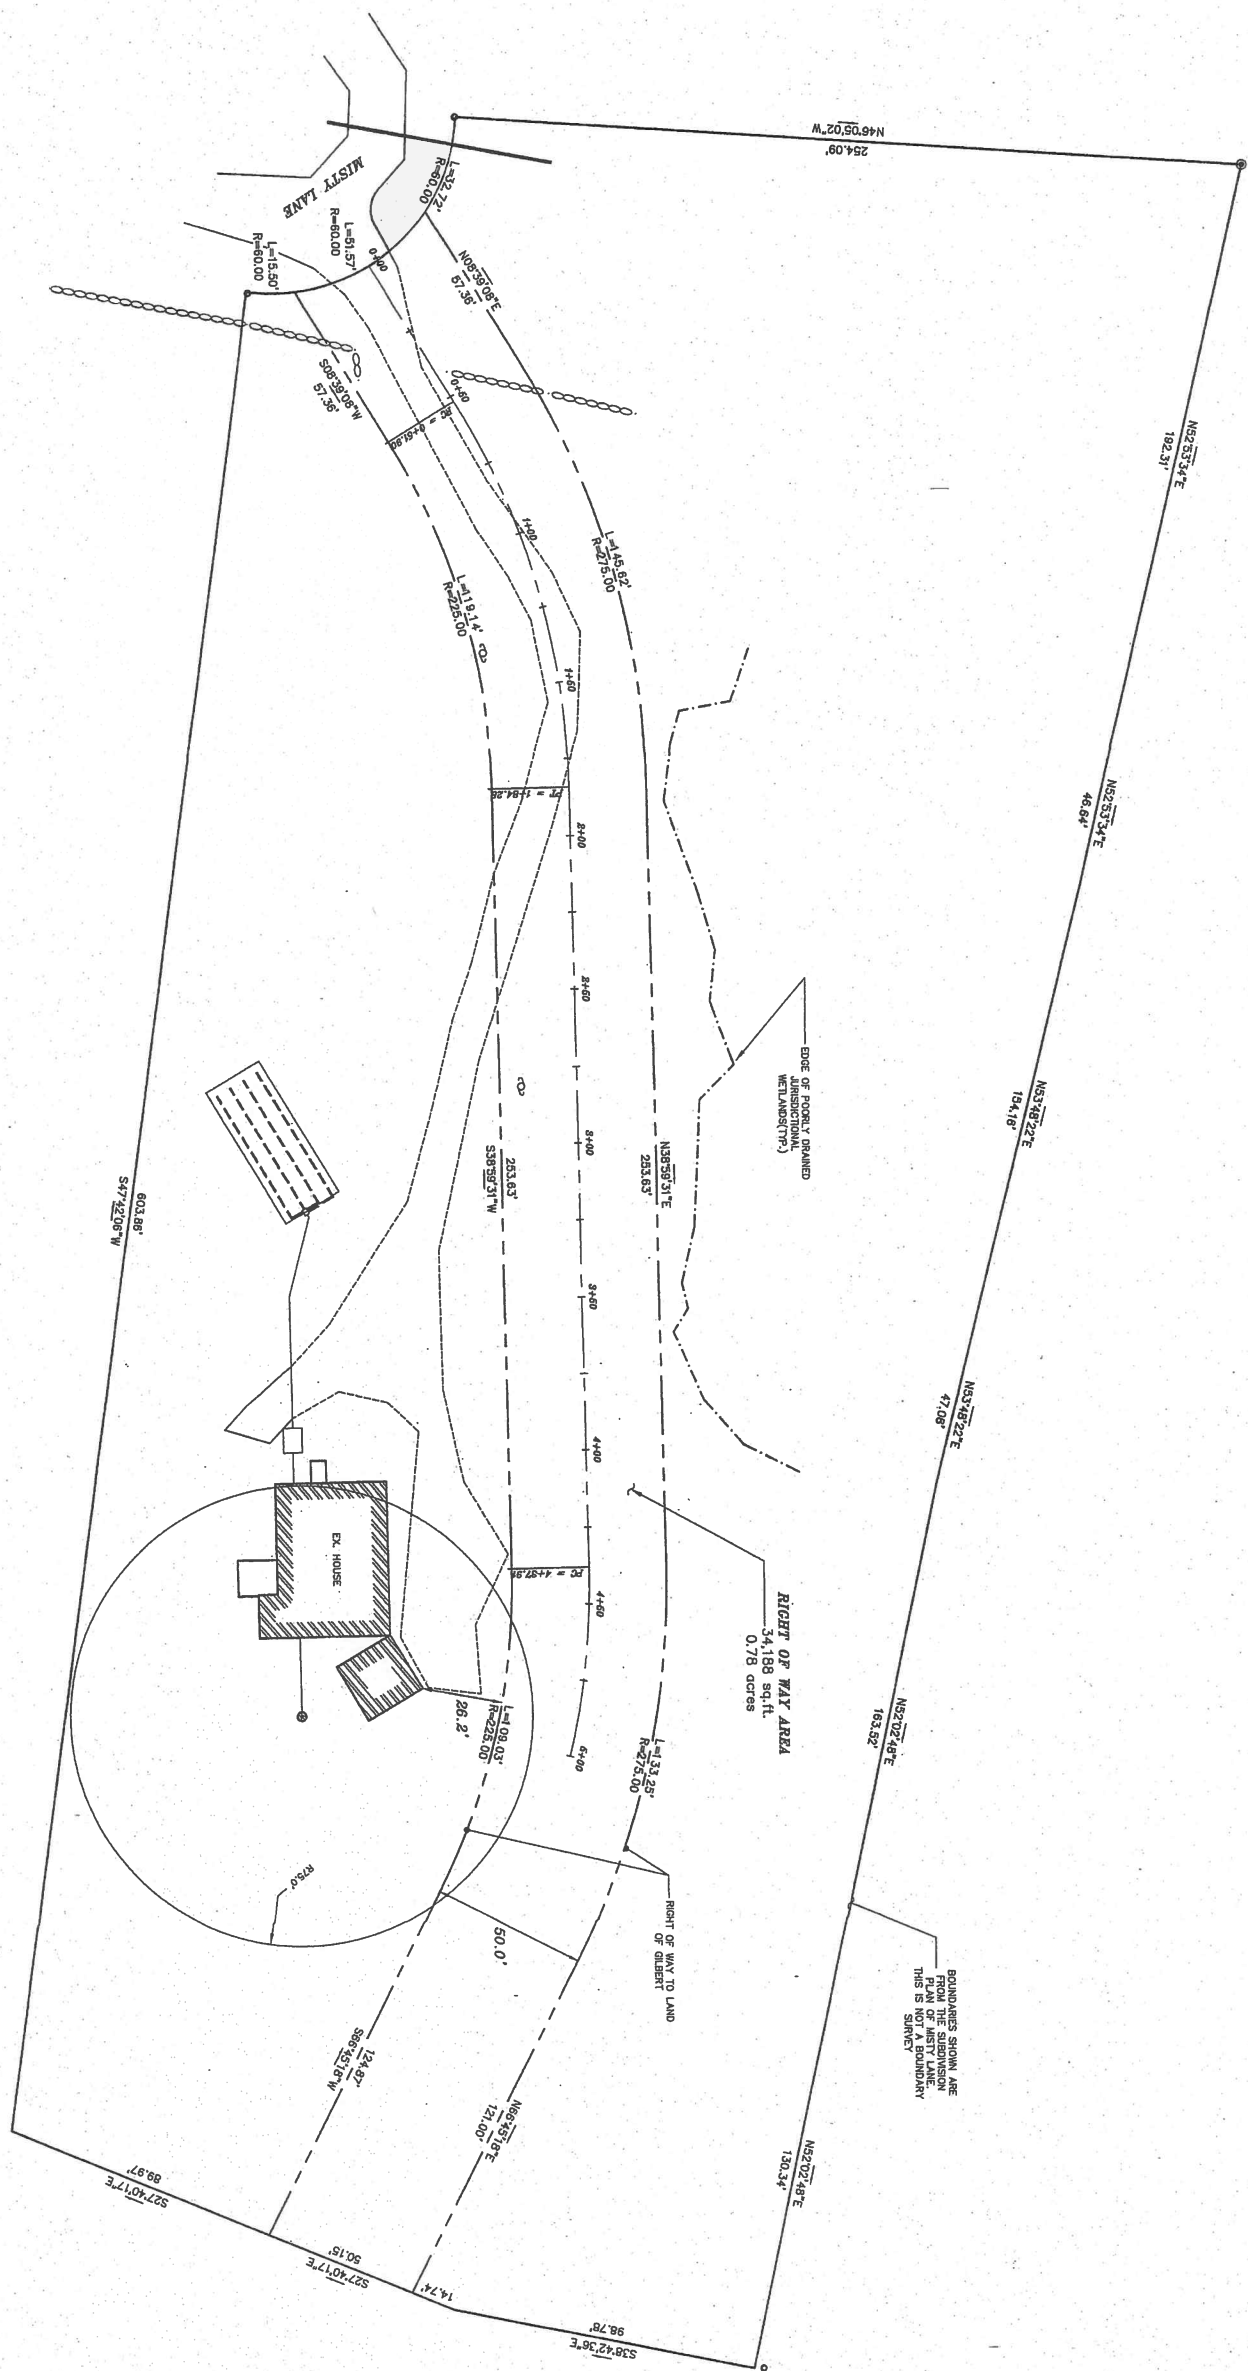 N46°05'02"W
254.09'
MISTY LANE
L=32.72'
R=60.00
L=51.57'
R=60.00
L=15.50'
R=60.00
0+00
N08°39'08"E
57.36'
S08°39'08"W
57.36'
0+50
PC = 0+61.90
N52°53'34"E
192.31'
1+00
L=145.62'
R=275.00
L=119.14'
R=225.00
1+50
PT = 1+84.28
N52°53'34"E
46.64'
2+00
2+50
EDGE OF POORLY DRAINED
JURISDICTIONAL
WETLANDS(TYP.)
N53°48'22"E
154.16'
3+00
N38°59'31"E
253.63'
253.63'
S38°59'31"W
603.86'
S47°42'06"W
3+50
N53°48'22"E
47.08'
4+00
EX. HOUSE
PC = 4+37.91
4+50
RIGHT OF WAY AREA
34,188 sq.ft.
0.78 acres
N52°02'48"E
163.52'
L=109.03'
R=225.00
26.2'
L=133.25'
R=275.00
5+00
R75.0'
50.0'
RIGHT OF WAY TO LAND
OF GILBERT
BOUNDARIES SHOWN ARE
FROM THE SUBDIVISION
PLAN OF MISTY LANE.
THIS IS NOT A BOUNDARY
SURVEY
124.87'
S66°45'18"W
N66°45'18"E
121.00'
N52°02'48"E
130.34'
89.97'
S27°40'17"E
50.15'
S27°40'17"E
14.74'
98.78'
S38°42'36"E